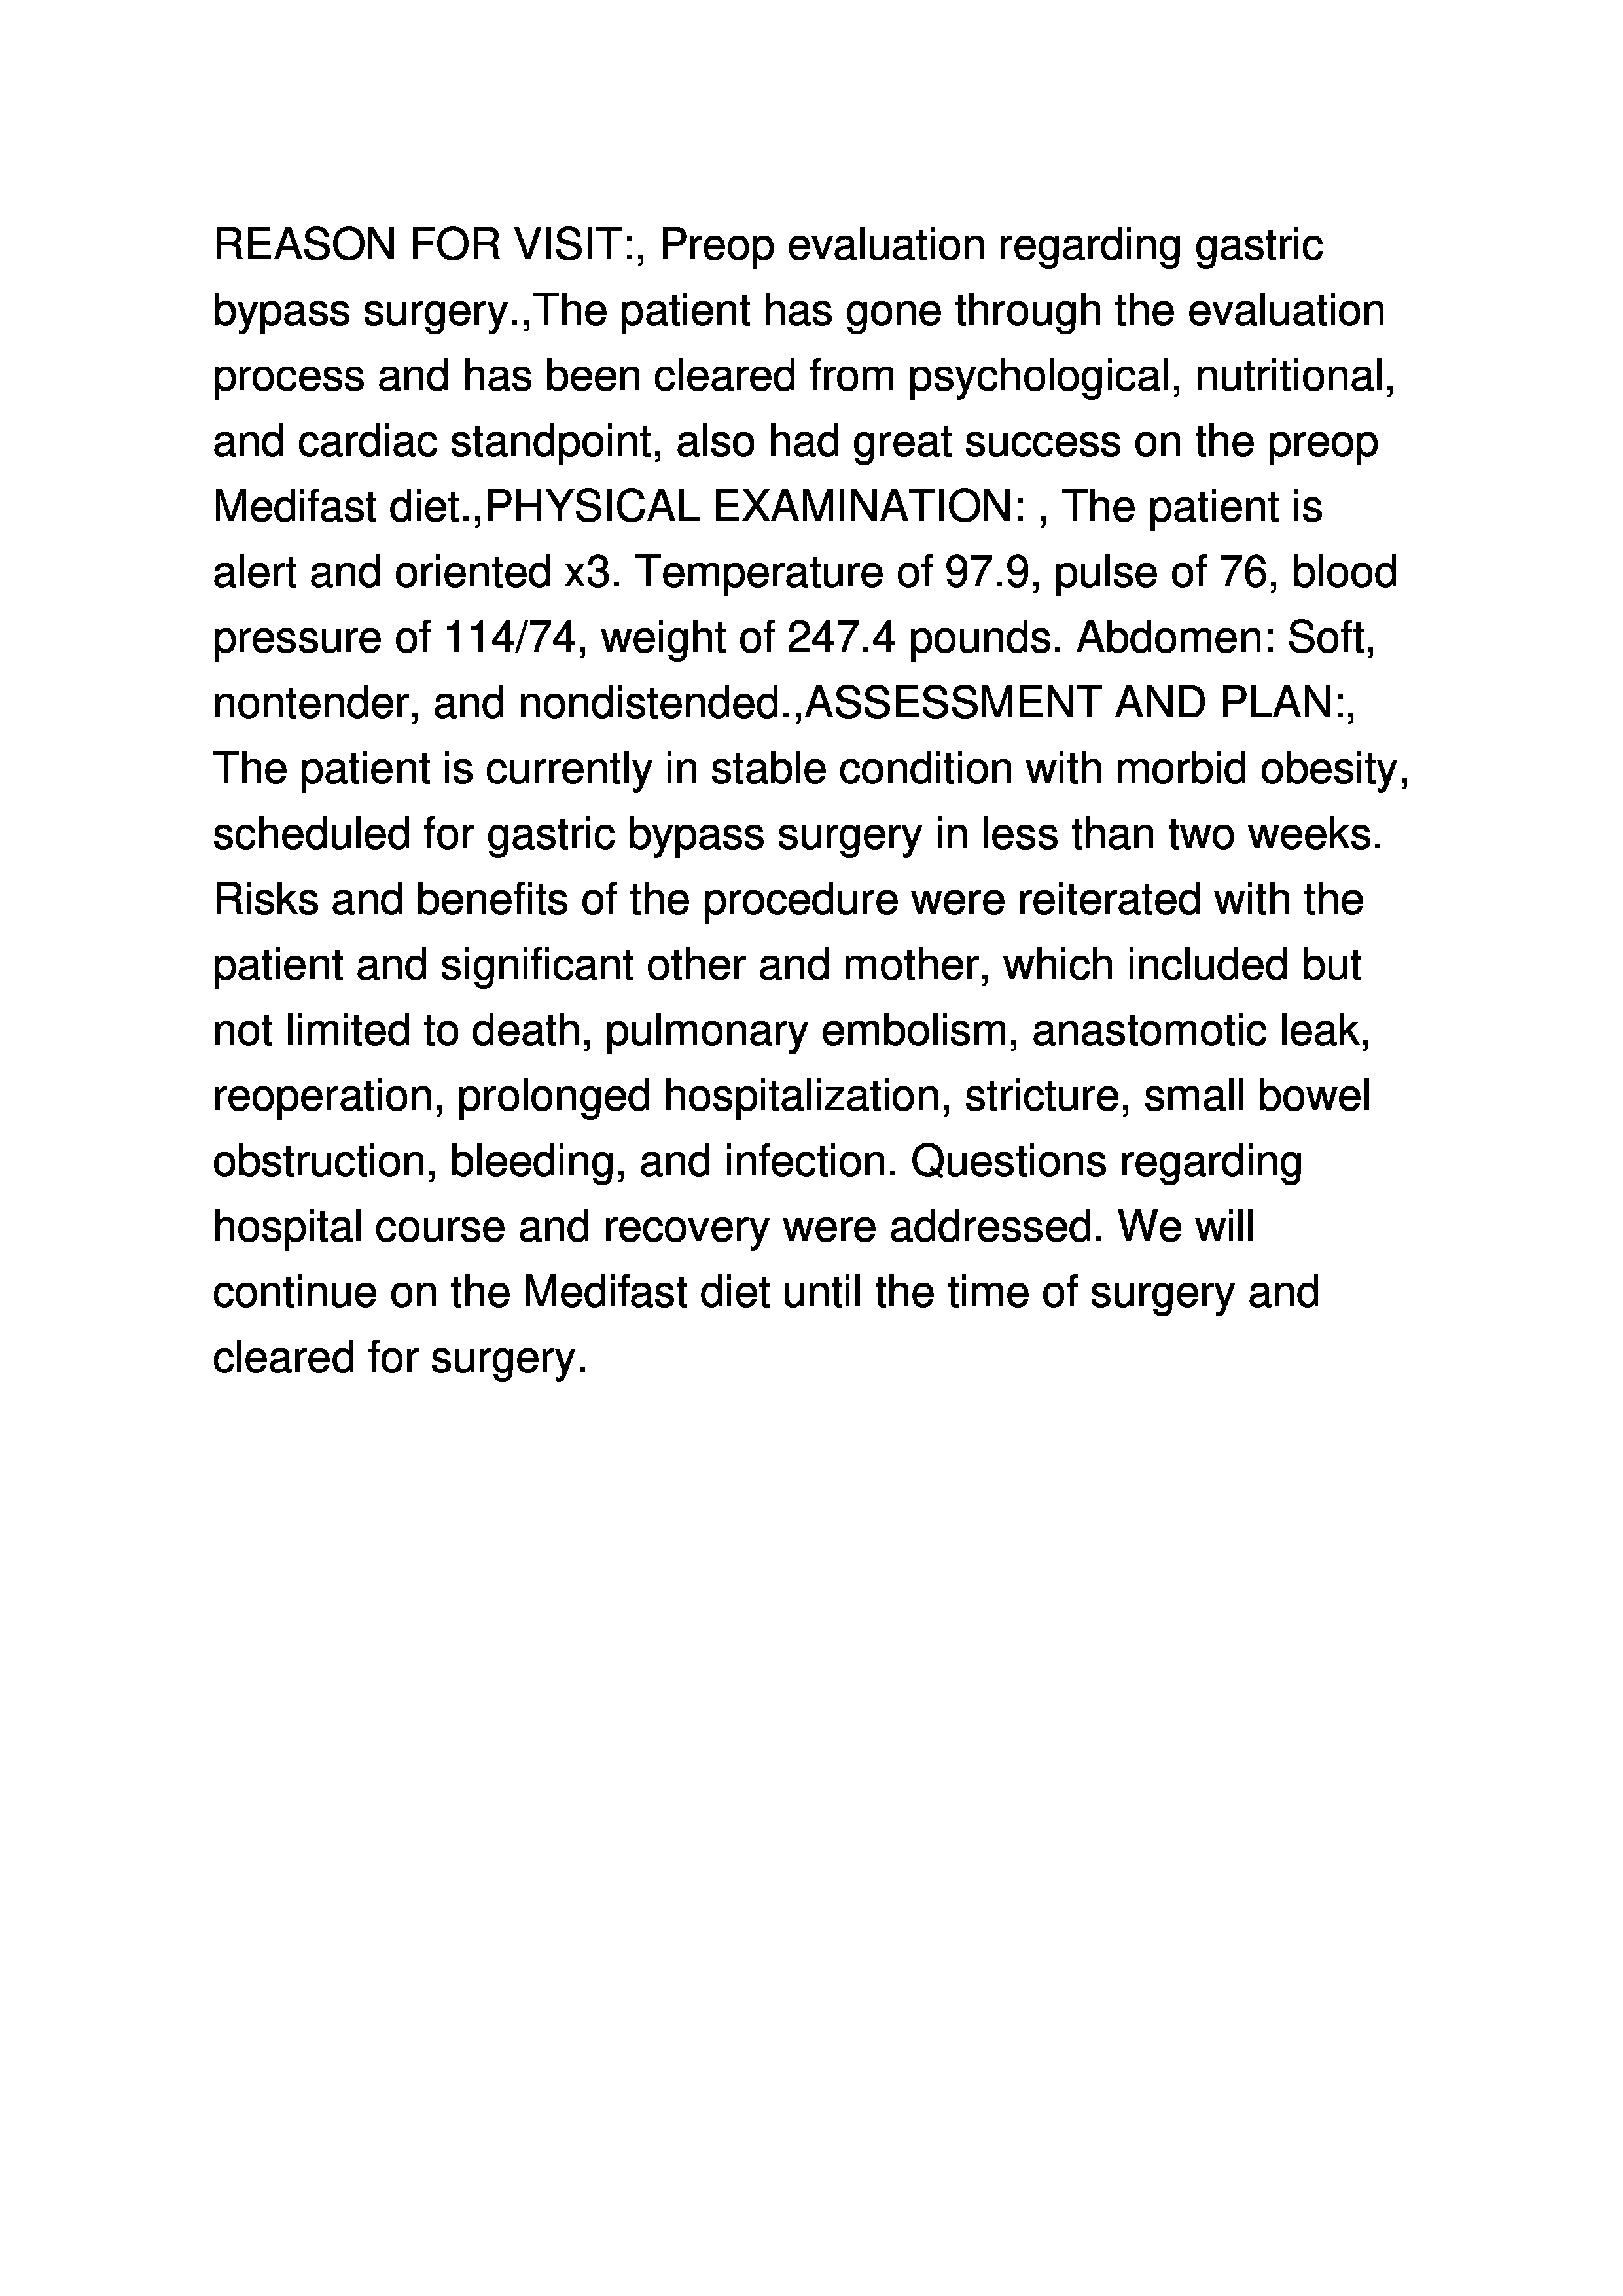 REASON FOR VISIT:, Preop evaluation regarding gastric
bypass surgery.,The patient has gone through the evaluation
process and has been cleared from psychological, nutritional,
and cardiac standpoint, also had great success on the preop
Medifast diet.,PHYSICAL EXAMINATION: , The patient is
alert and oriented x3. Temperature of 97.9, pulse of 76, blood
pressure of 114/74, weight of 247.4 pounds. Abdomen: Soft,
nontender, and nondistended.,ASSESSMENT AND PLAN:,
The patient is currently in stable condition with morbid obesity,
scheduled for gastric bypass surgery in less than two weeks.
Risks and benefits of the procedure were reiterated with the
patient and significant other and mother, which included but
not limited to death, pulmonary embolism, anastomotic leak,
reoperation, prolonged hospitalization, stricture, small bowel
obstruction, bleeding, and infection. Questions regarding
hospital course and recovery were addressed. We will
continue on the Medifast diet until the time of surgery and
cleared for surgery.